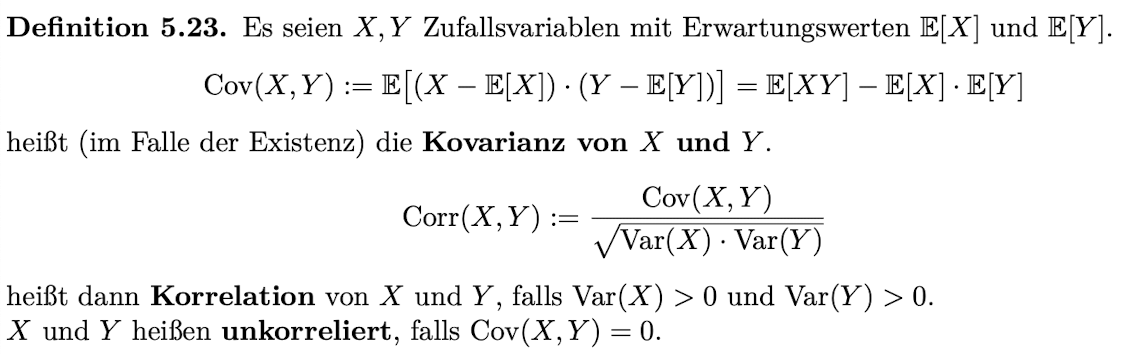 Definition 5.23. Es seien X, Y Zufallsvariablen mit Erwartungswerten 𝔼[X] und 𝔼[Y].
Cov(X, Y) := 𝔼[(X − 𝔼[X]) · (Y − 𝔼[Y])] = 𝔼[XY] − 𝔼[X] · 𝔼[Y]
heißt (im Falle der Existenz) die Kovarianz von X und Y.
Corr(X, Y) := Cov(X, Y) / √(Var(X) · Var(Y))
heißt dann Korrelation von X und Y, falls Var(X) > 0 und Var(Y) > 0.
X und Y heißen unkorreliert, falls Cov(X, Y) = 0.